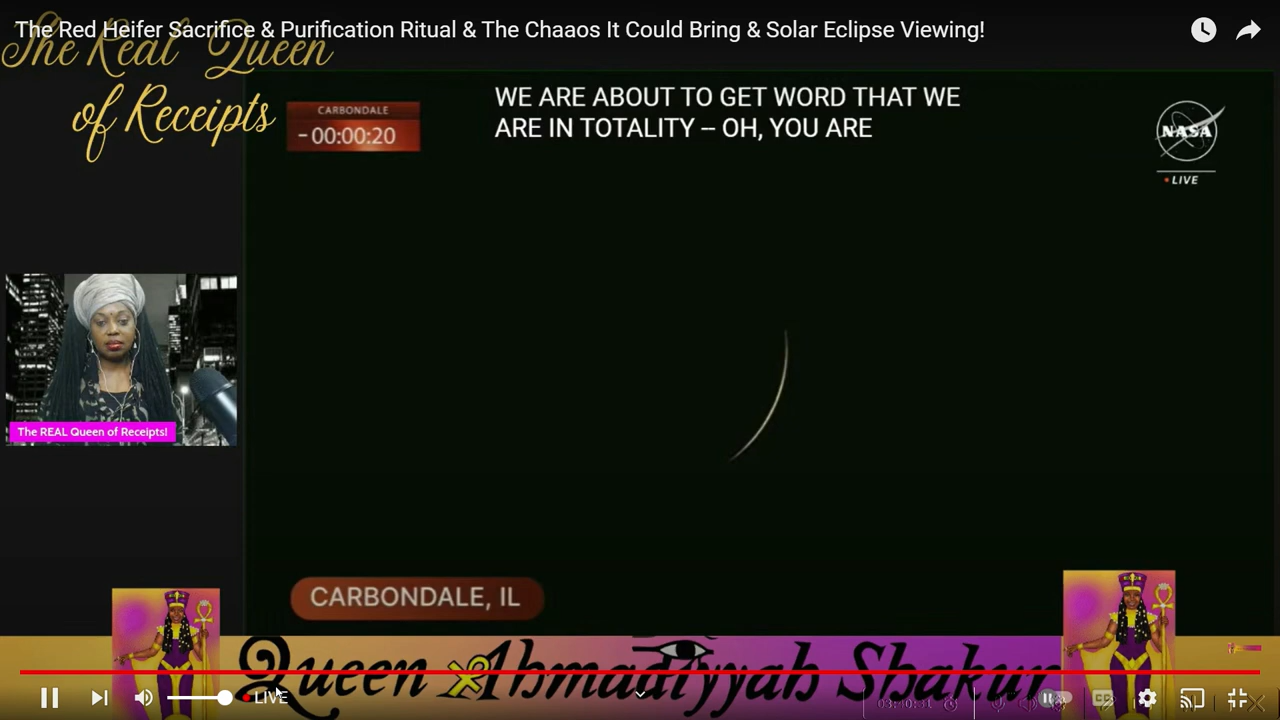 The Red Heifer Sacrifice & Purification Ritual & The Chaaos It Could Bring & Solar Eclipse Viewing!
The Real Queen
of Receipts
CARBONDALE
-00:00:20
WE ARE ABOUT TO GET WORD THAT WE
ARE IN TOTALITY -- OH, YOU ARE
NASA
LIVE
The REAL Queen of Receipts!
CARBONDALE, IL
Queen Ahmadiyyah Shakur
LIVE